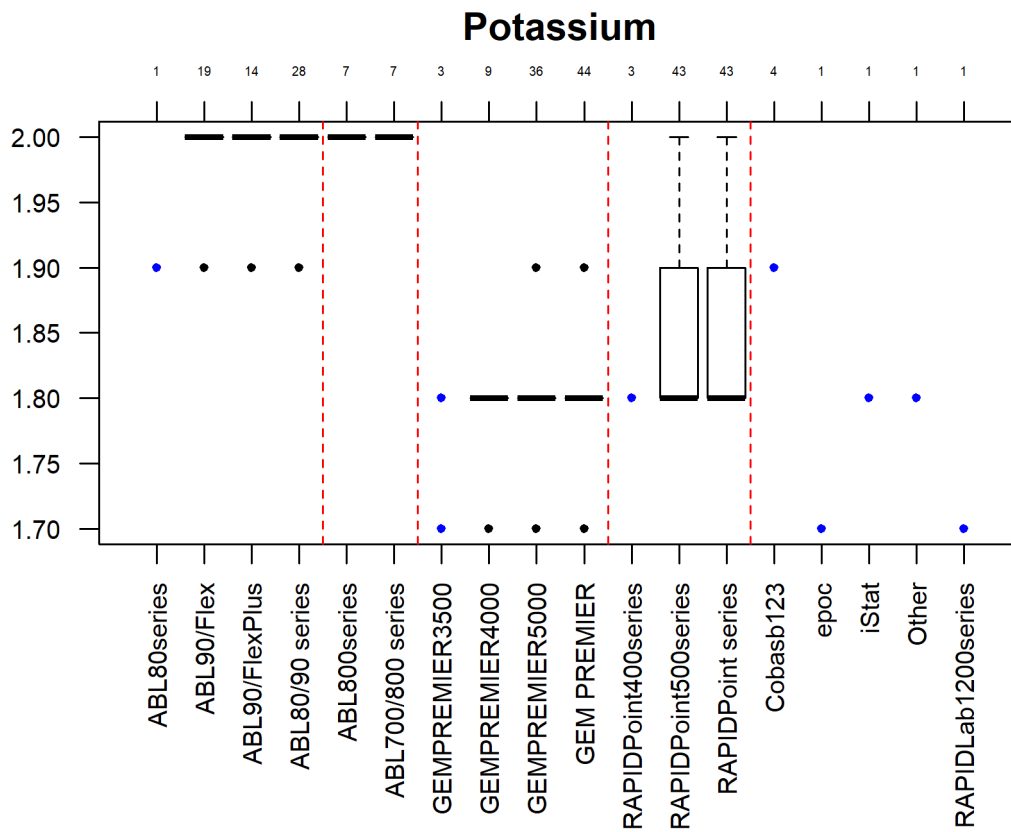 Potassium
1 19 14 28 7 7 3 9 36 44 3 43 43 4 1 1 1 1
2.00
1.95
1.90
1.85
1.80
1.75
1.70
ABL80series
ABL90/Flex
ABL90/FlexPlus
ABL80/90 series
ABL800series
ABL700/800 series
GEMPREMIER3500
GEMPREMIER4000
GEMPREMIER5000
GEM PREMIER
RAPIDPoint400series
RAPIDPoint500series
RAPIDPoint series
Cobasb123
epoc
iStat
Other
RAPIDLab1200series